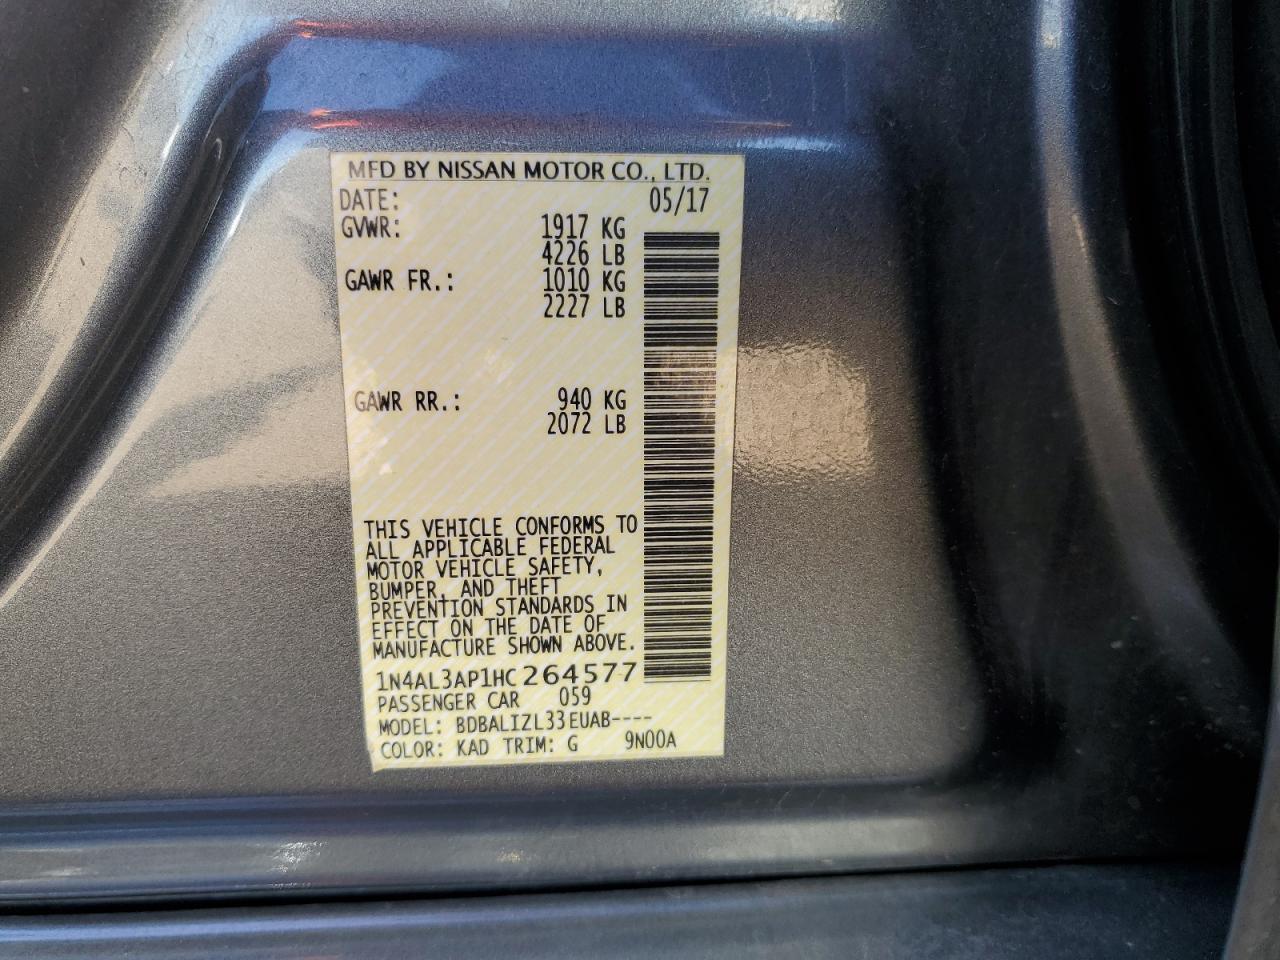 MFD BY NISSAN MOTOR CO., LTD.
DATE: 05/17
GVWR: 1917 KG
4226 LB
GAWR FR.: 1010 KG
2227 LB
GAWR RR.: 940 KG
2072 LB
THIS VEHICLE CONFORMS TO
ALL APPLICABLE FEDERAL
MOTOR VEHICLE SAFETY,
BUMPER, AND THEFT
PREVENTION STANDARDS IN
EFFECT ON THE DATE OF
MANUFACTURE SHOWN ABOVE.
1N4AL3AP1HC264577
PASSENGER CAR 059
MODEL: BDBALIZL33EUAB----
COLOR: KAD TRIM: G 9N00A